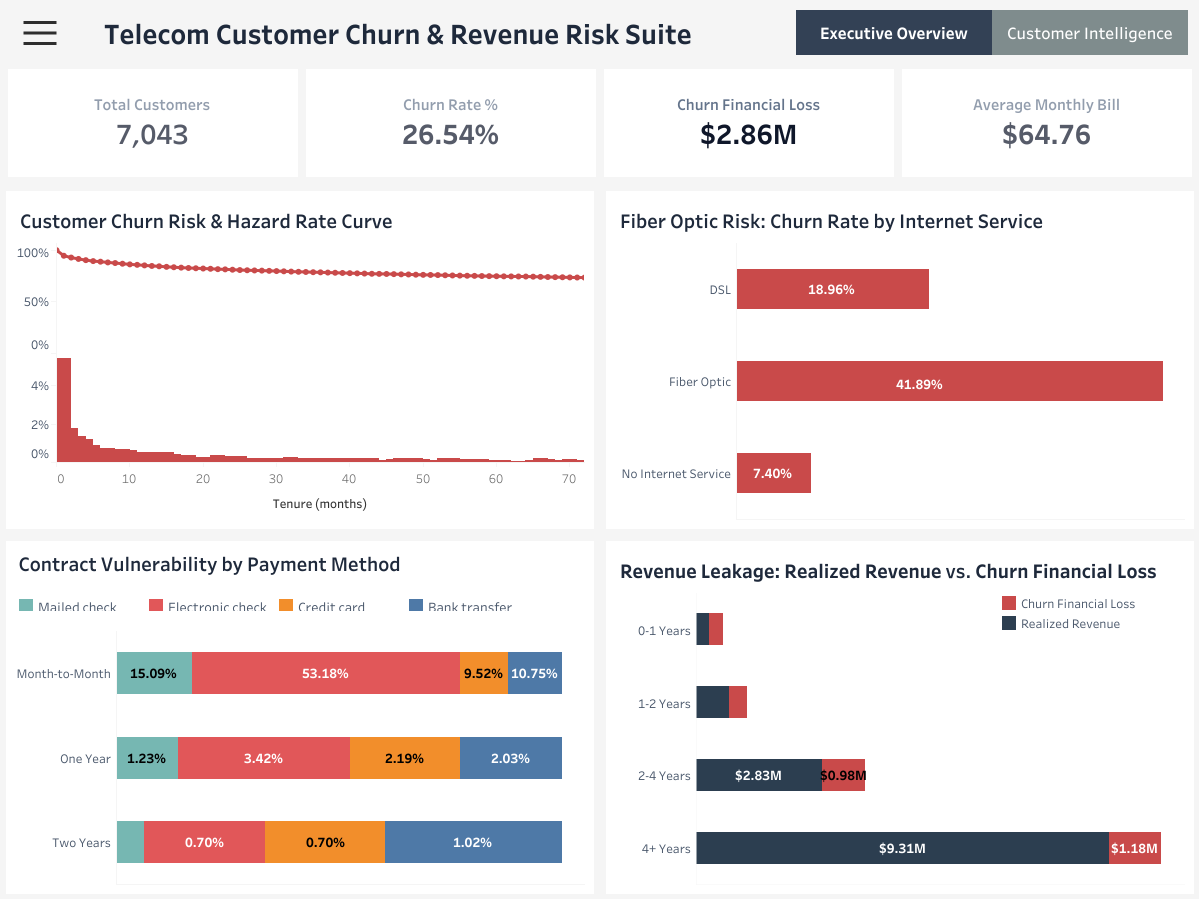 Telecom Customer Churn & Revenue Risk Suite
Executive Overview
Customer Intelligence
Total Customers
7,043
Churn Rate %
26.54%
Churn Financial Loss
$2.86M
Average Monthly Bill
$64.76
Customer Churn Risk & Hazard Rate Curve
100%
50%
0%
4%
2%
0%
0 10 20 30 40 50 60 70
Tenure (months)
Fiber Optic Risk: Churn Rate by Internet Service
DSL 18.96%
Fiber Optic 41.89%
No Internet Service 7.40%
Contract Vulnerability by Payment Method
Mailed check Electronic check Credit card Bank transfer
Month-to-Month 15.09% 53.18% 9.52% 10.75%
One Year 1.23% 3.42% 2.19% 2.03%
Two Years 0.70% 0.70% 1.02%
Revenue Leakage: Realized Revenue vs. Churn Financial Loss
Churn Financial Loss
Realized Revenue
0-1 Years
1-2 Years
2-4 Years $2.83M $0.98M
4+ Years $9.31M $1.18M